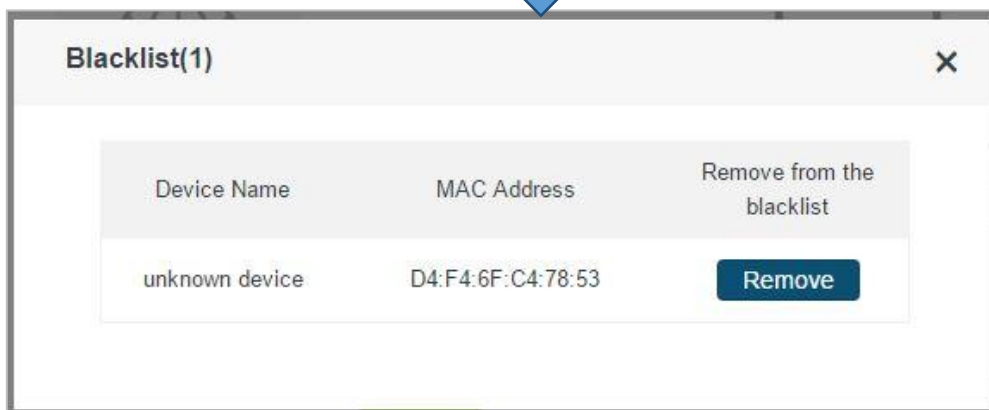 Blacklist(1)
Device Name MAC Address Remove from the
blacklist
unknown device D4:F4:6F:C4:78:53 Remove